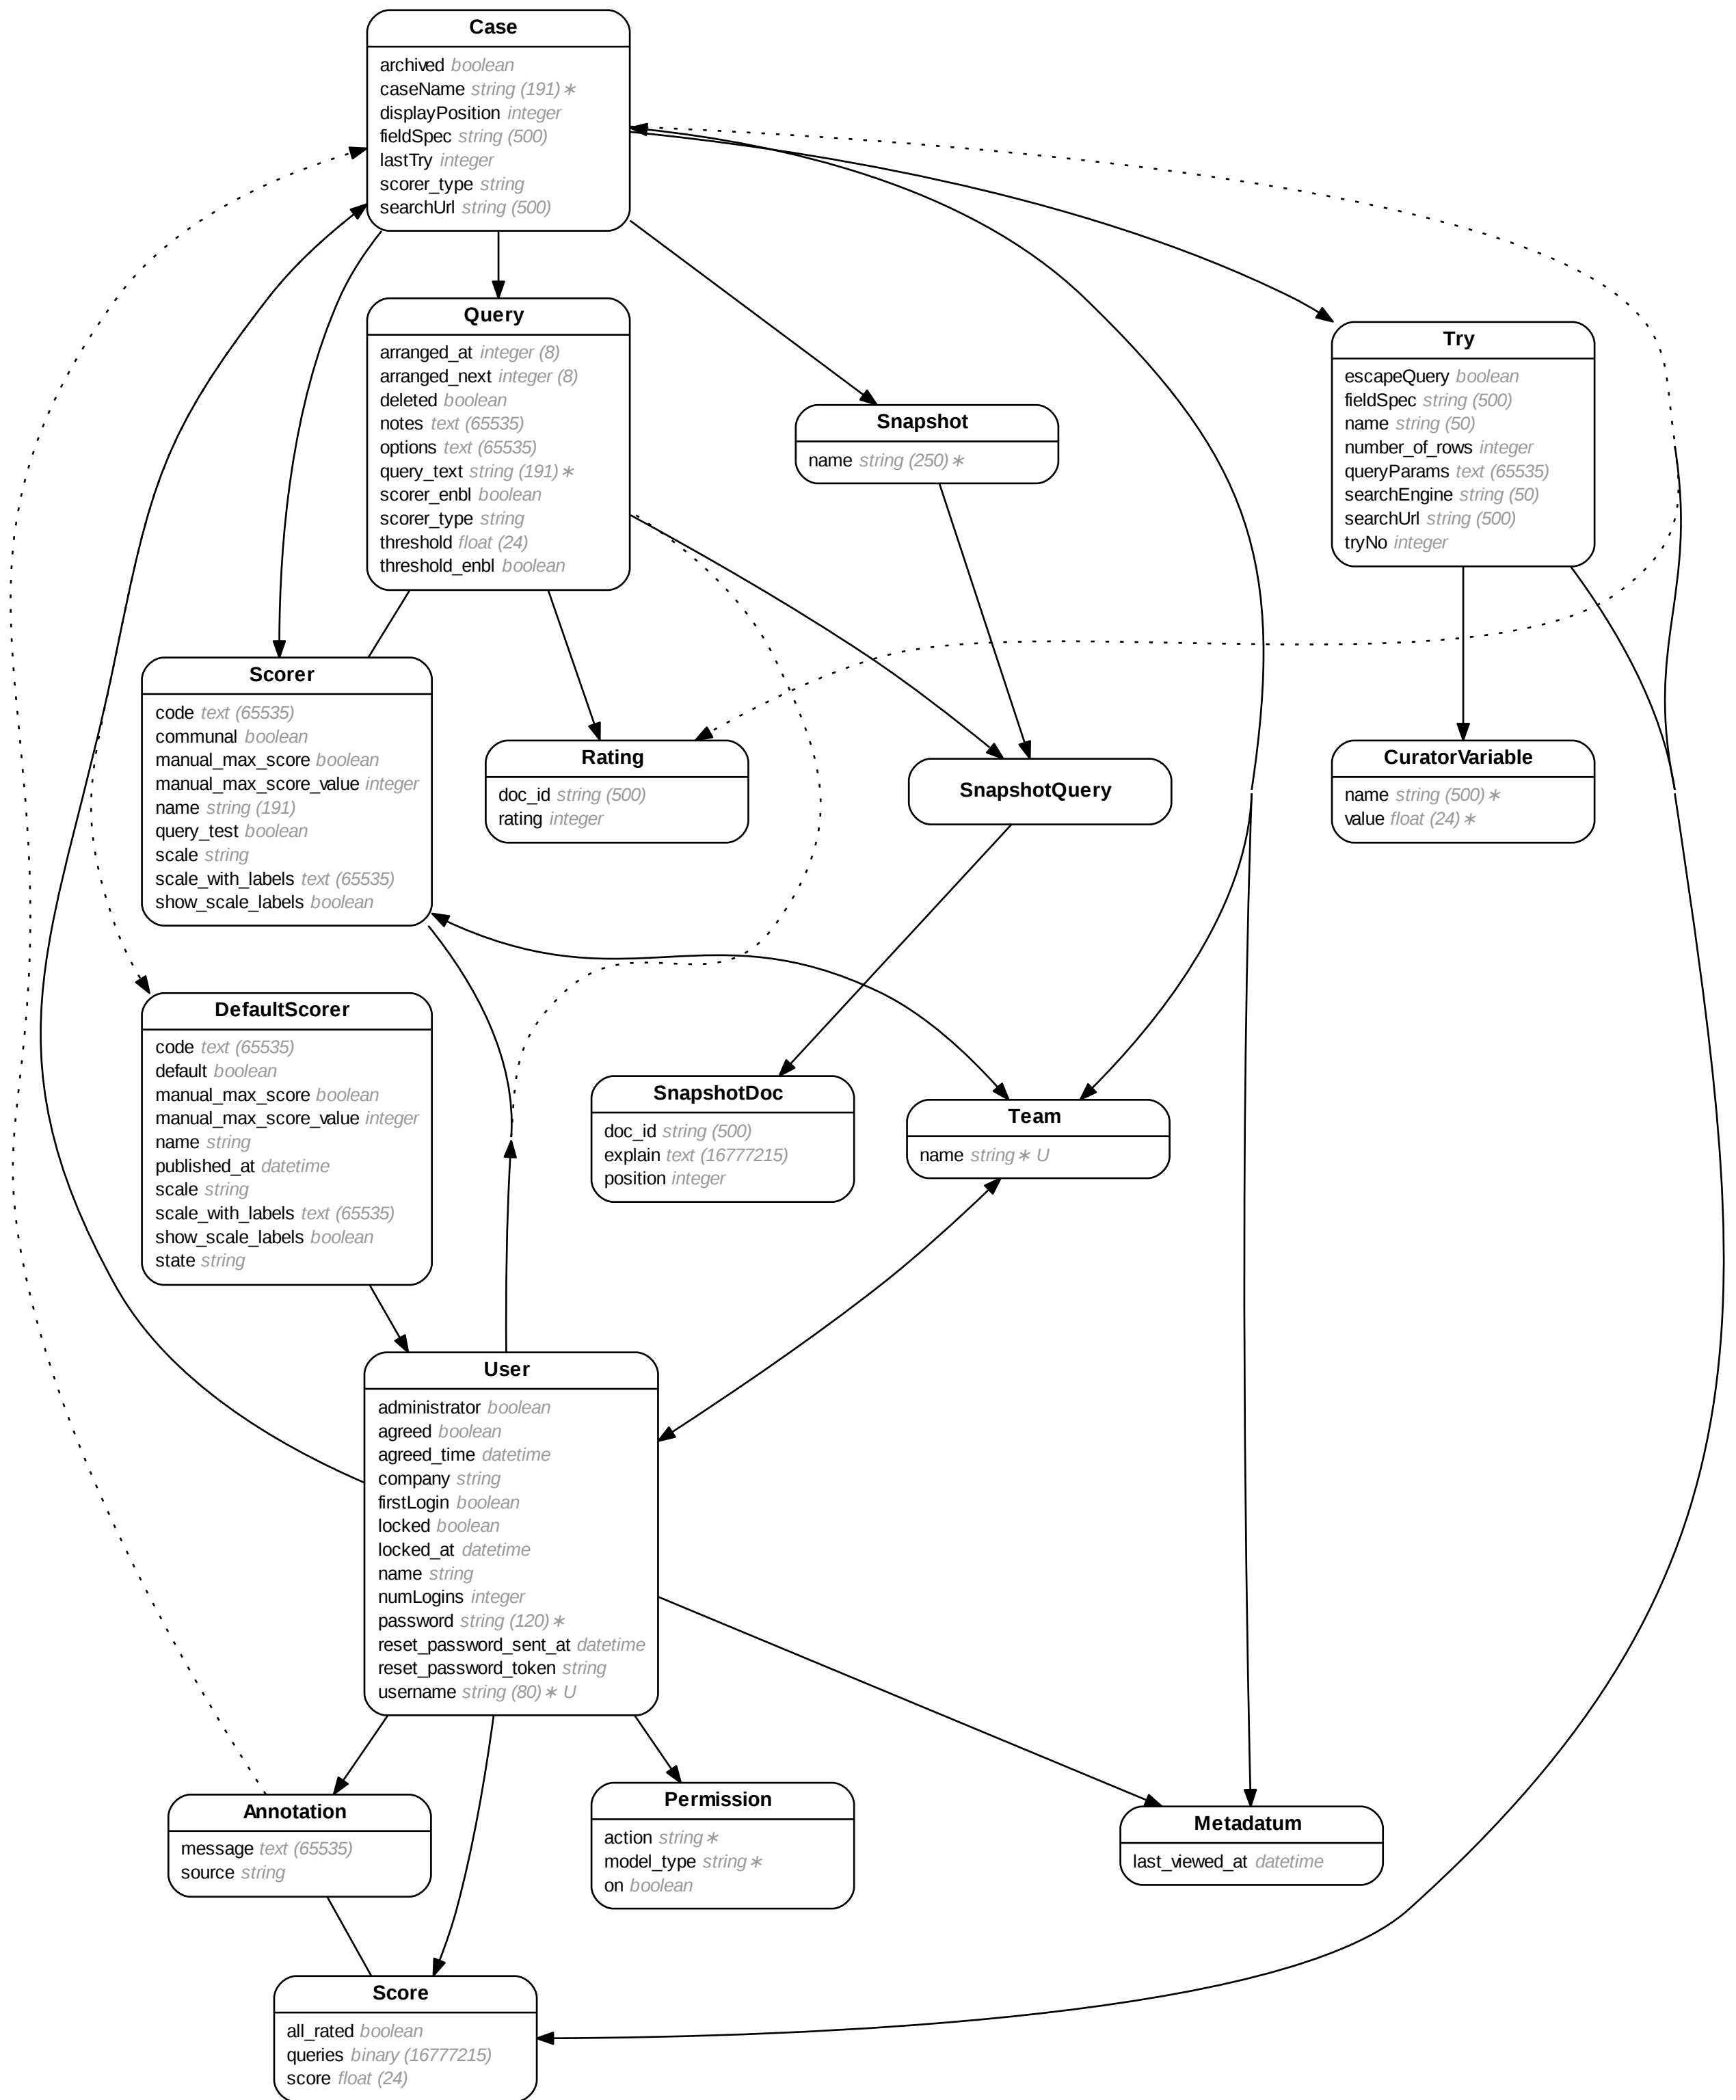 Case
archived boolean
caseName string (191) ∗
displayPosition integer
fieldSpec string (500)
lastTry integer
scorer_type string
searchUrl string (500)
Query
arranged_at integer (8)
arranged_next integer (8)
deleted boolean
notes text (65535)
options text (65535)
query_text string (191) ∗
scorer_enbl boolean
scorer_type string
threshold float (24)
threshold_enbl boolean
Try
escapeQuery boolean
fieldSpec string (500)
name string (50)
number_of_rows integer
queryParams text (65535)
searchEngine string (50)
searchUrl string (500)
tryNo integer
Snapshot
name string (250) ∗
Scorer
code text (65535)
communal boolean
manual_max_score boolean
manual_max_score_value integer
name string (191)
query_test boolean
scale string
scale_with_labels text (65535)
show_scale_labels boolean
Rating
doc_id string (500)
rating integer
SnapshotQuery
CuratorVariable
name string (500) ∗
value float (24) ∗
DefaultScorer
code text (65535)
default boolean
manual_max_score boolean
manual_max_score_value integer
name string
published_at datetime
scale string
scale_with_labels text (65535)
show_scale_labels boolean
state string
SnapshotDoc
doc_id string (500)
explain text (16777215)
position integer
Team
name string ∗ U
User
administrator boolean
agreed boolean
agreed_time datetime
company string
firstLogin boolean
locked boolean
locked_at datetime
name string
numLogins integer
password string (120) ∗
reset_password_sent_at datetime
reset_password_token string
username string (80) ∗ U
Annotation
message text (65535)
source string
Permission
action string ∗
model_type string ∗
on boolean
Metadatum
last_viewed_at datetime
Score
all_rated boolean
queries binary (16777215)
score float (24)